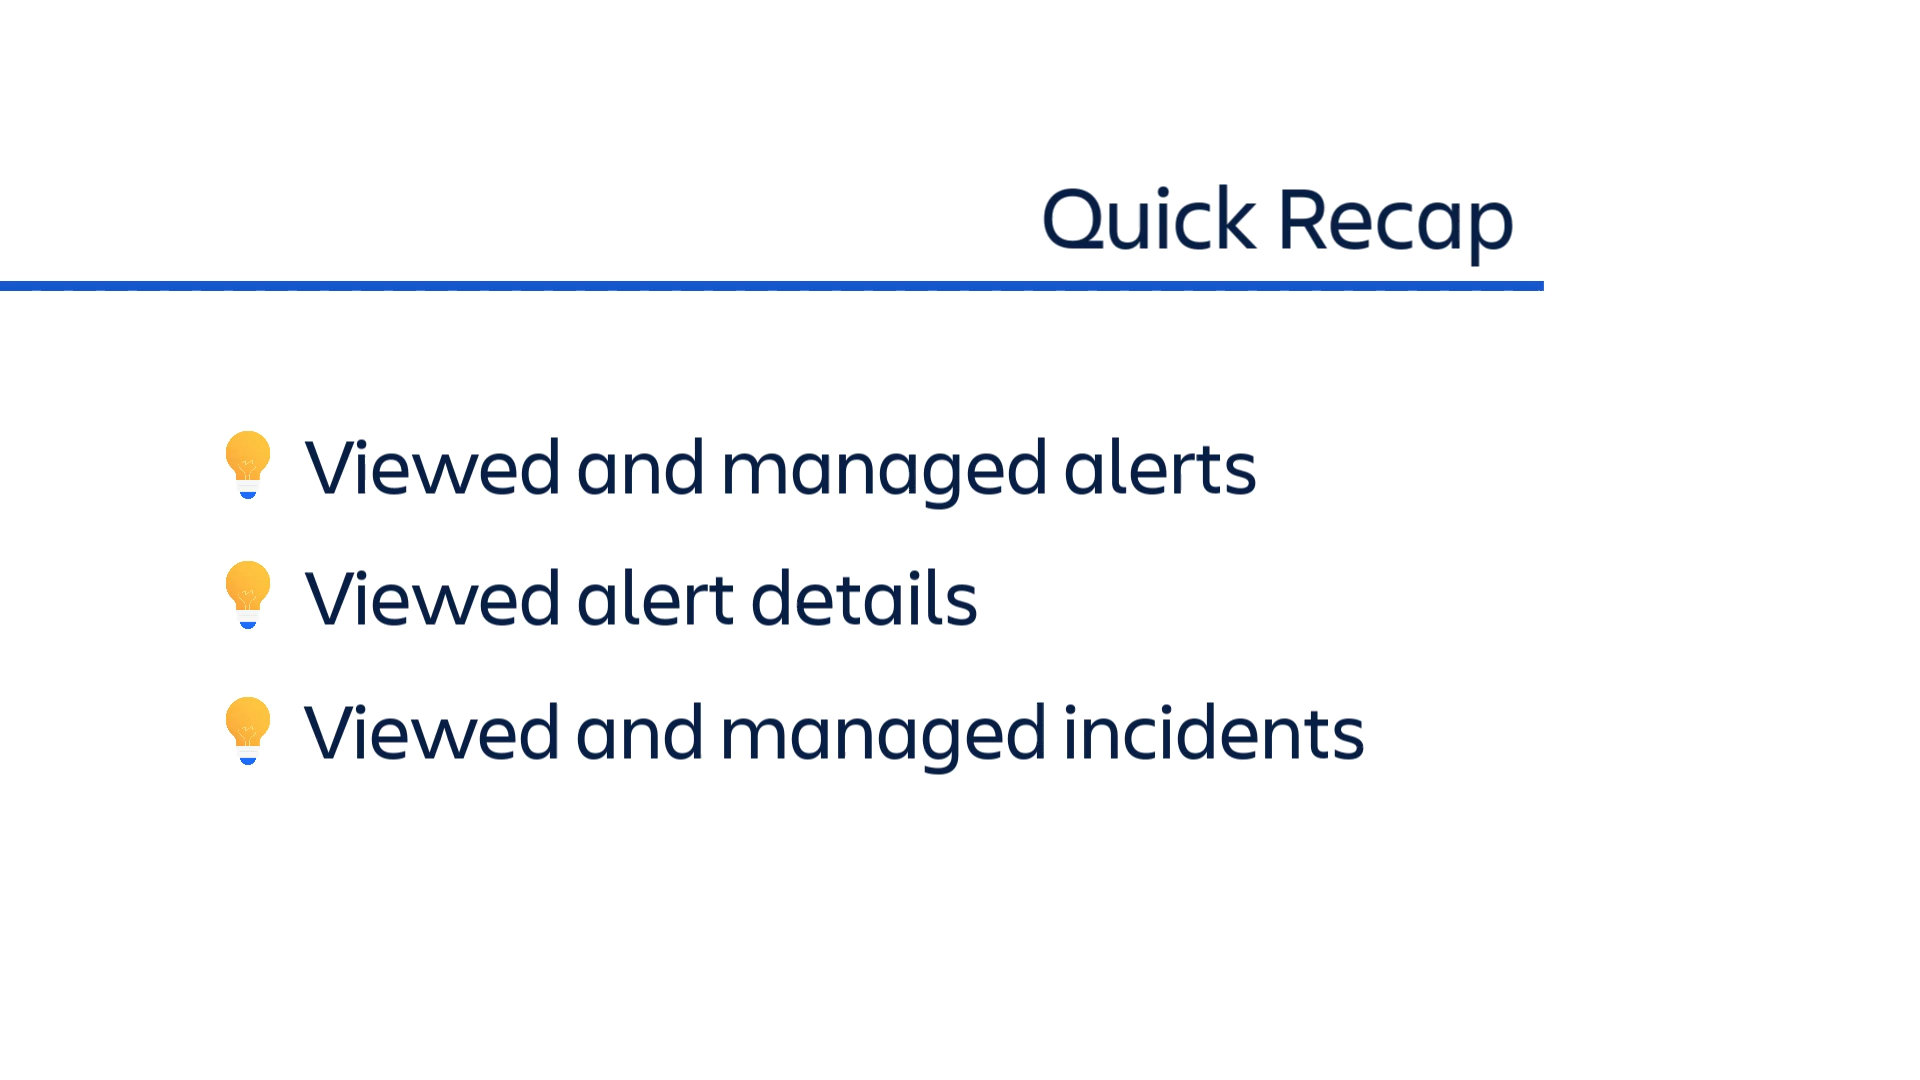 Quick Recap
Viewed and managed alerts
Viewed alert details
Viewed and managed incidents